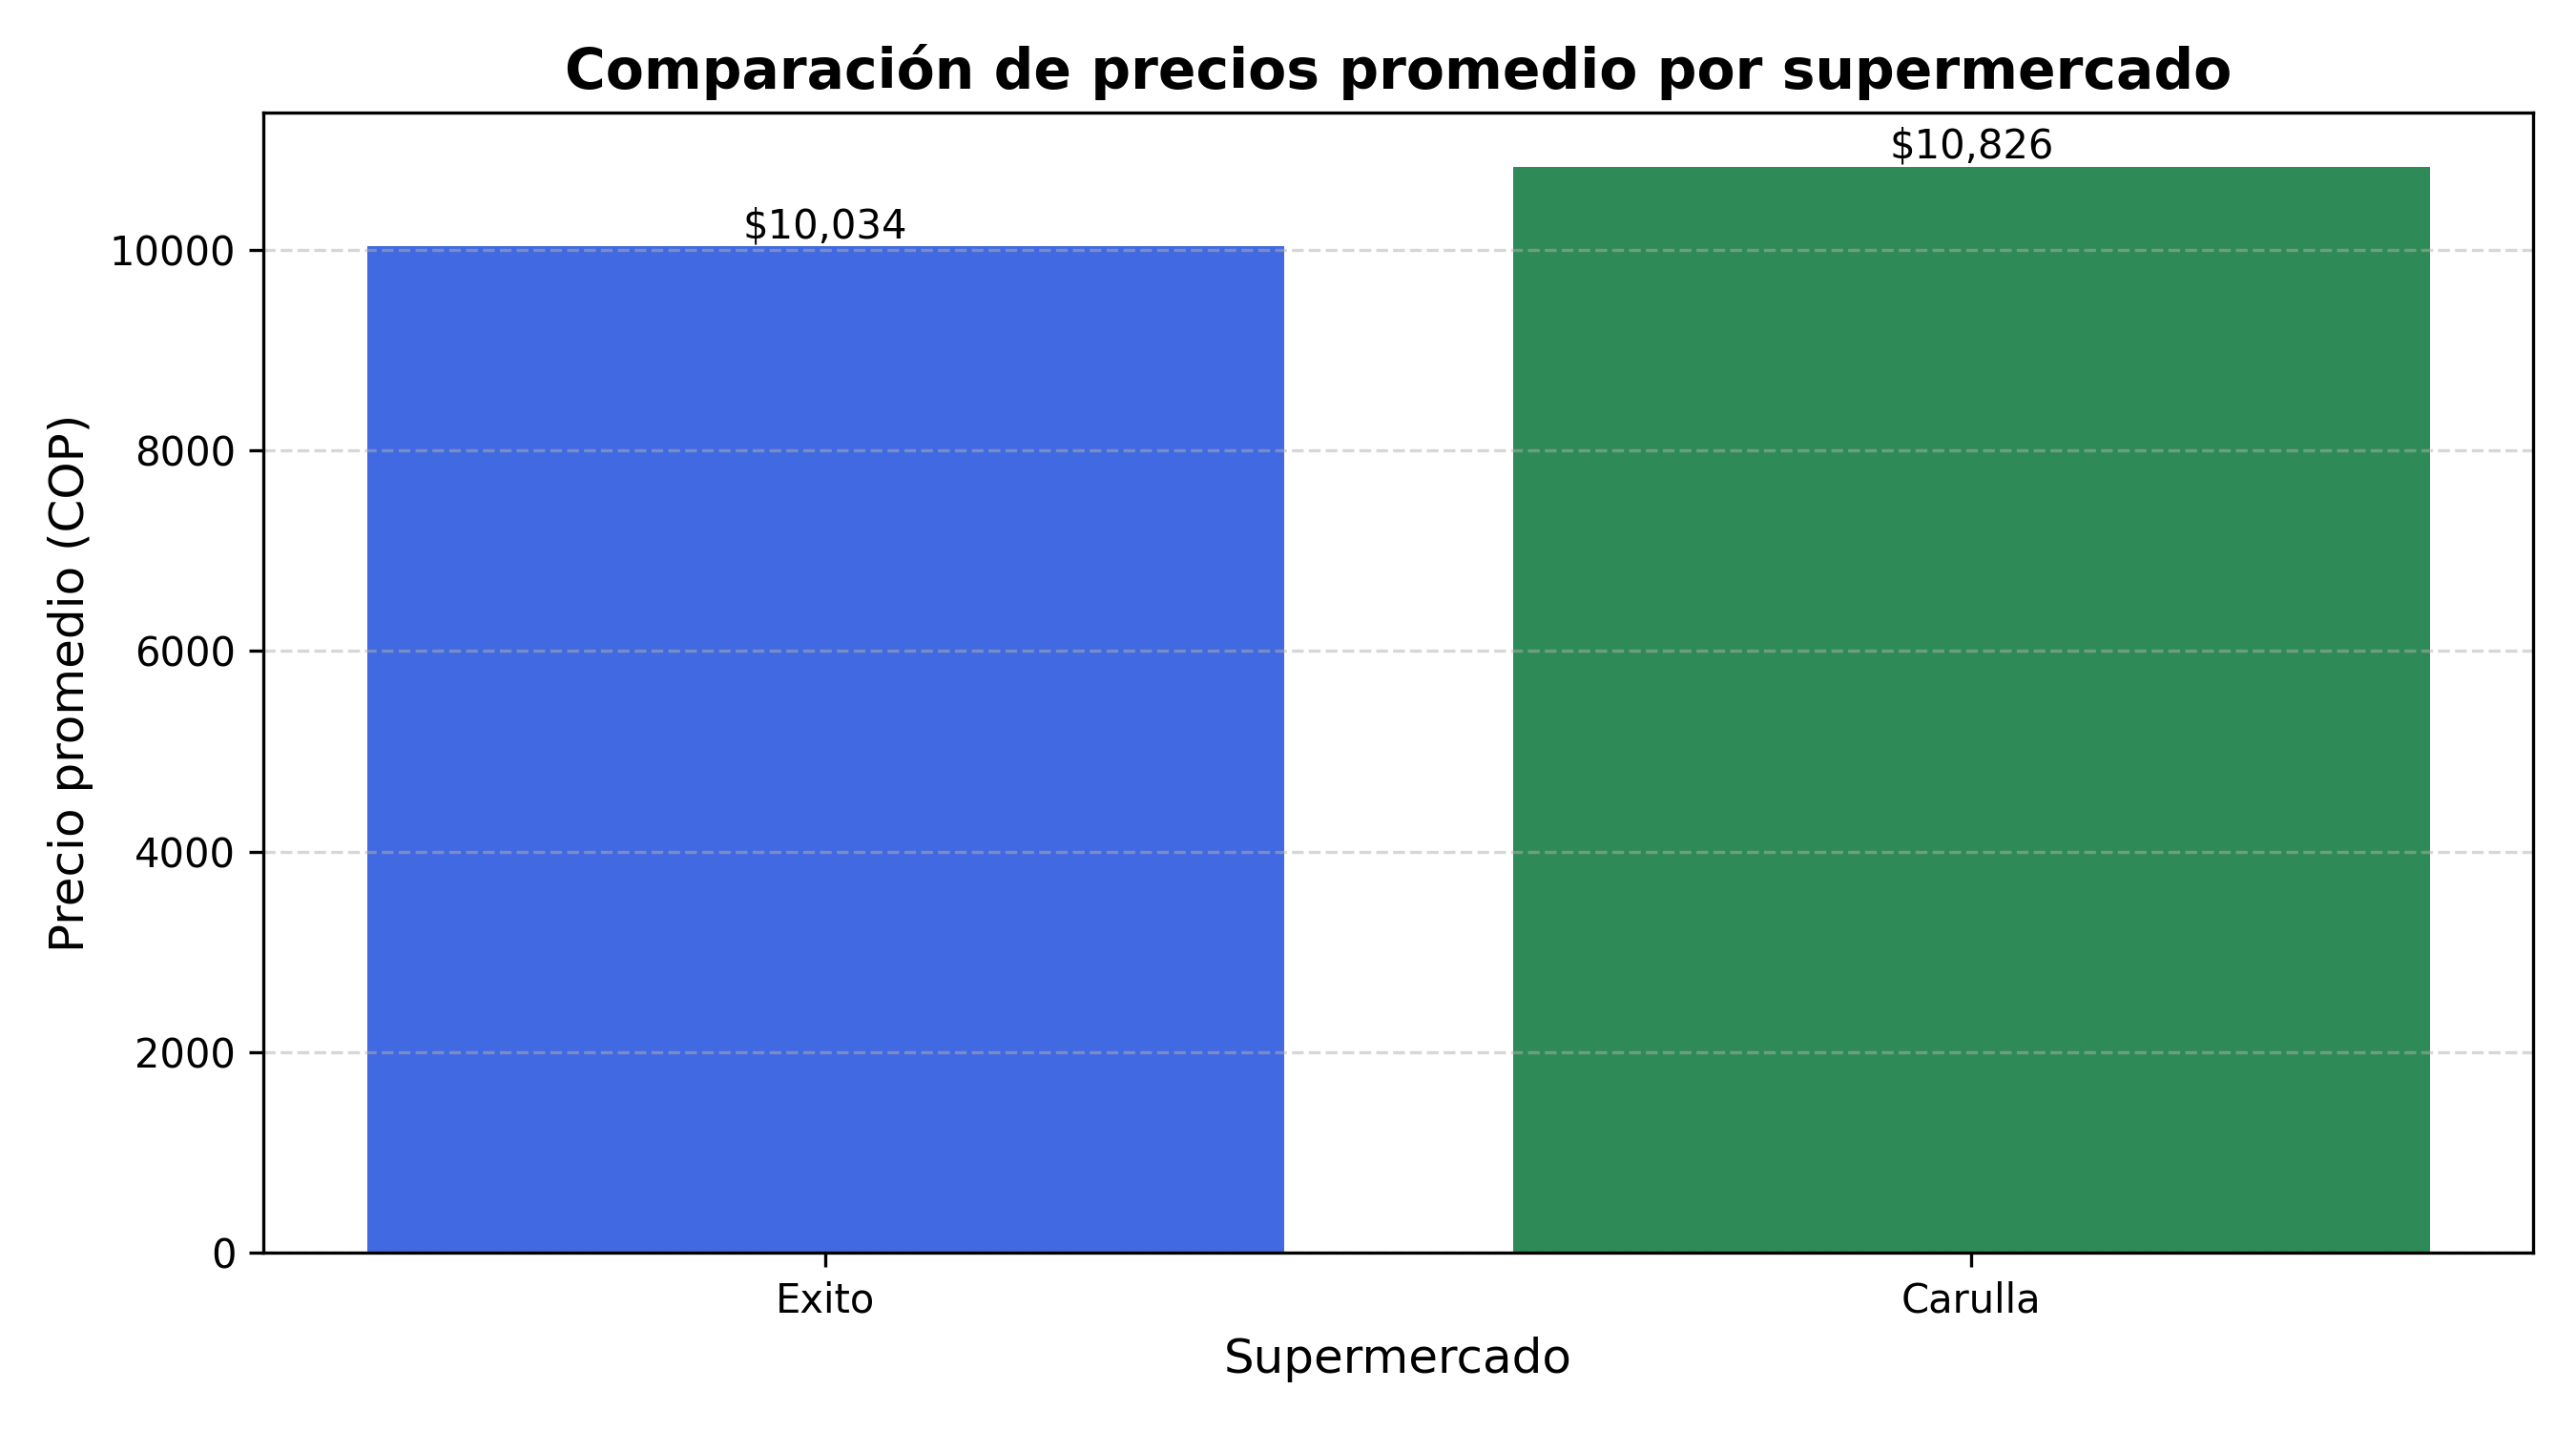 Comparación de precios promedio por supermercado
$10,826
$10,034
10000
8000
6000
4000
2000
0
Precio promedio (COP)
Exito
Carulla
Supermercado